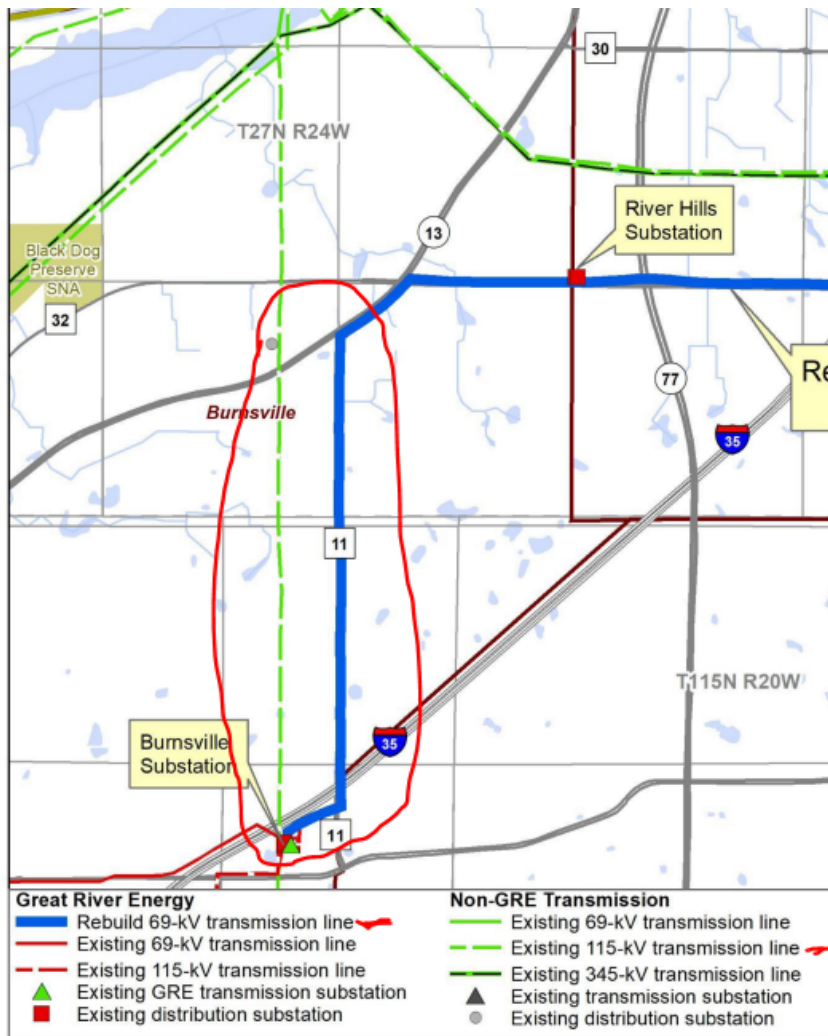 30
T27N R24W
River Hills
Substation
13
Black Dog
Preserve
SNA
32
Re
77
Burnsville
35
11
T115N R20W
Burnsville
Substation
35
11
Great River Energy
Rebuild 69-kV transmission line
Existing 69-kV transmission line
Existing 115-kV transmission line
Existing GRE transmission substation
Existing distribution substation
Non-GRE Transmission
Existing 69-kV transmission line
Existing 115-kV transmission line
Existing 345-kV transmission line
Existing transmission substation
Existing distribution substation